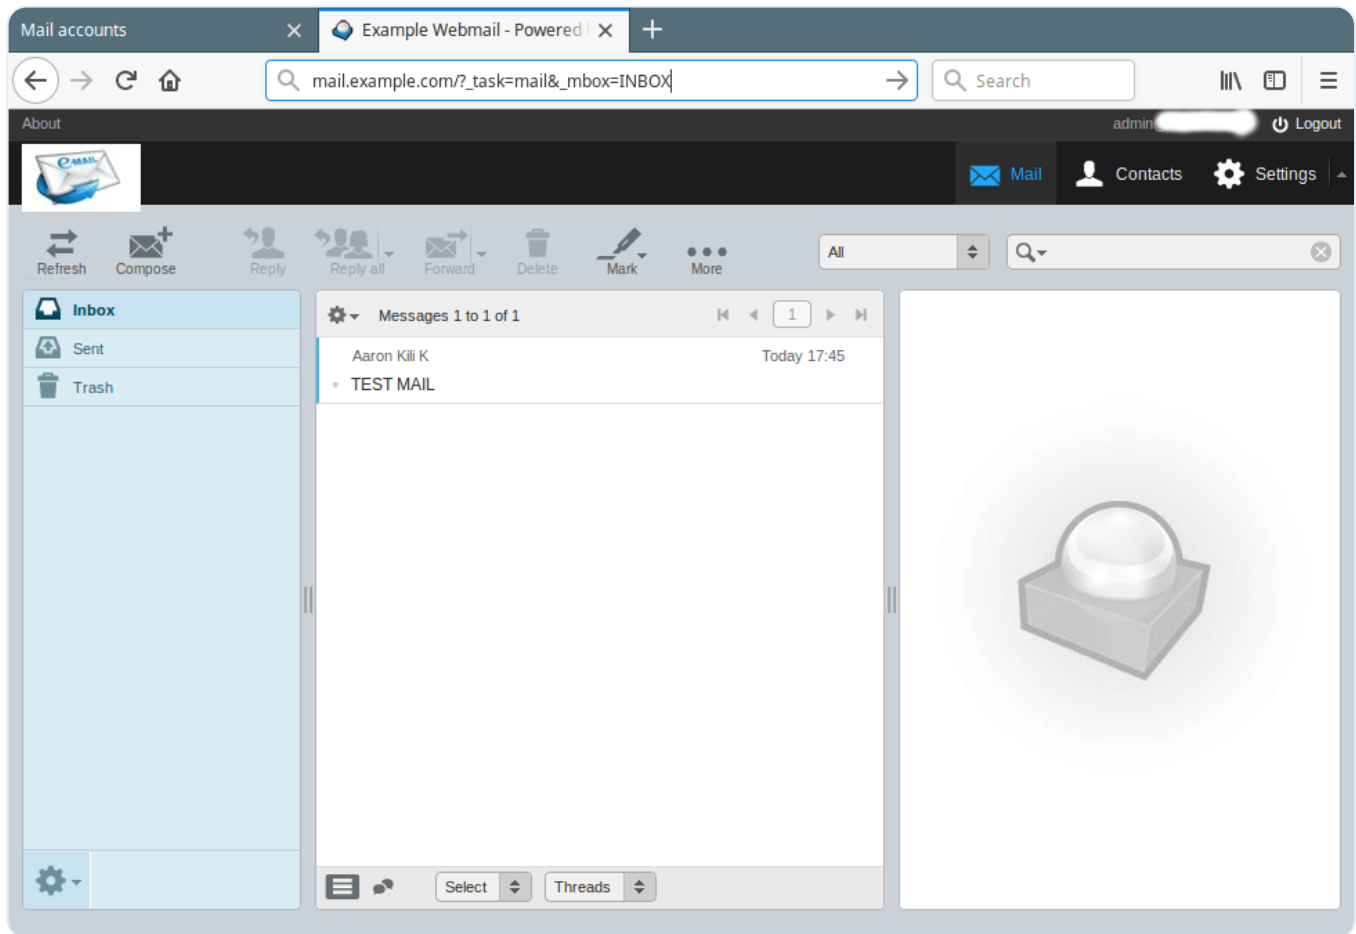 Mail accounts
Example Webmail - Powered
mail.example.com/?_task=mail&_mbox=INBOX
Search
About
admin
Logout
e-MAIL
Mail
Contacts
Settings
Refresh
Compose
Reply
Reply all
Forward
Delete
Mark
More
All
Inbox
Sent
Trash
Messages 1 to 1 of 1
1
Aaron Kili K
Today 17:45
TEST MAIL
Select
Threads